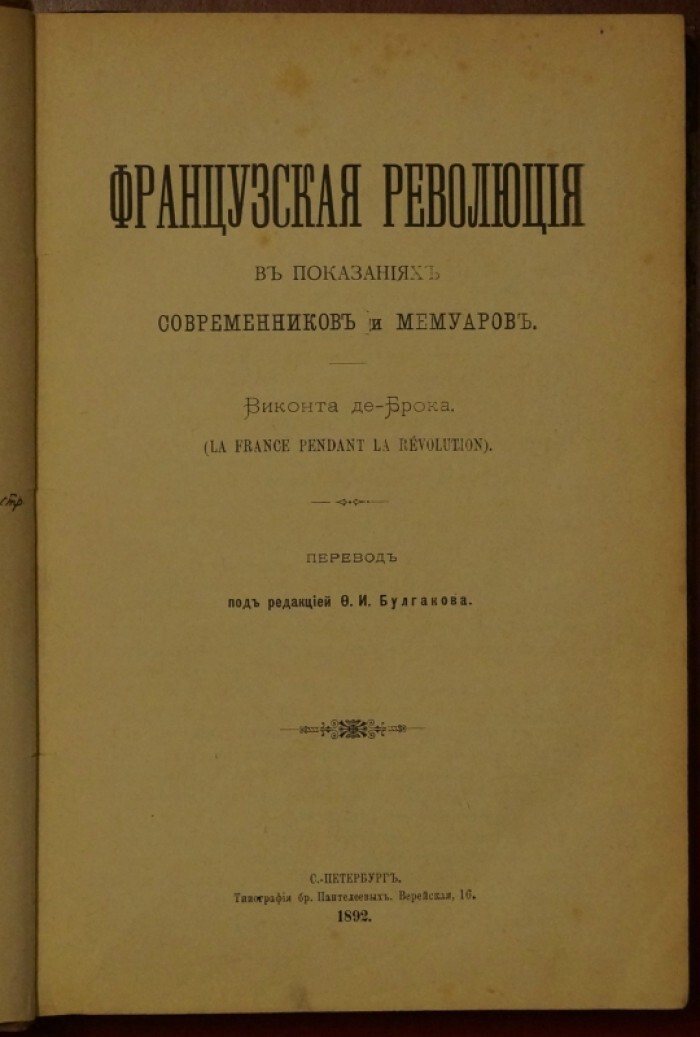 ФРАНЦУЗСКАЯ РЕВОЛЮЦІЯ
ВЪ ПОКАЗАНІЯХЪ
СОВРЕМЕННИКОВЪ и МЕМУАРОВЪ.
Виконта де-Брока.
(LA FRANCE PENDANT LA RÉVOLUTION).
стр
ПЕРЕВОДЪ
подъ редакціей Ѳ. И. Булгакова.
С.-ПЕТЕРБУРГЪ.
Типографія бр. Пантелеевыхъ. Верейская, 16.
1892.